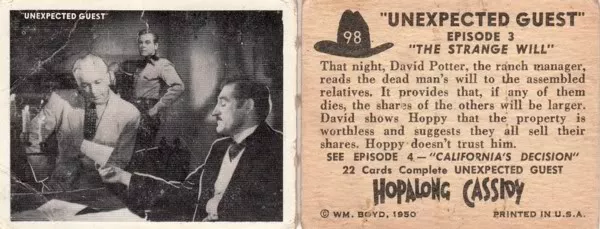 "UNEXPECTED GUEST"
98
EPISODE 3
"THE STRANGE WILL"
That night, David Potter, the ranch manager,
reads the dead man's will to the assembled
relatives. It provides that, if any of them
dies, the shares of the others will be larger.
David shows Hoppy that the property is
worthless and suggests they all sell their
shares. Hoppy doesn't trust him.
SEE EPISODE 4 — "CALIFORNIA'S DECISION"
22 Cards Complete UNEXPECTED GUEST
HOPALONG CASSIDY
© WM. BOYD, 1950
PRINTED IN U.S.A.